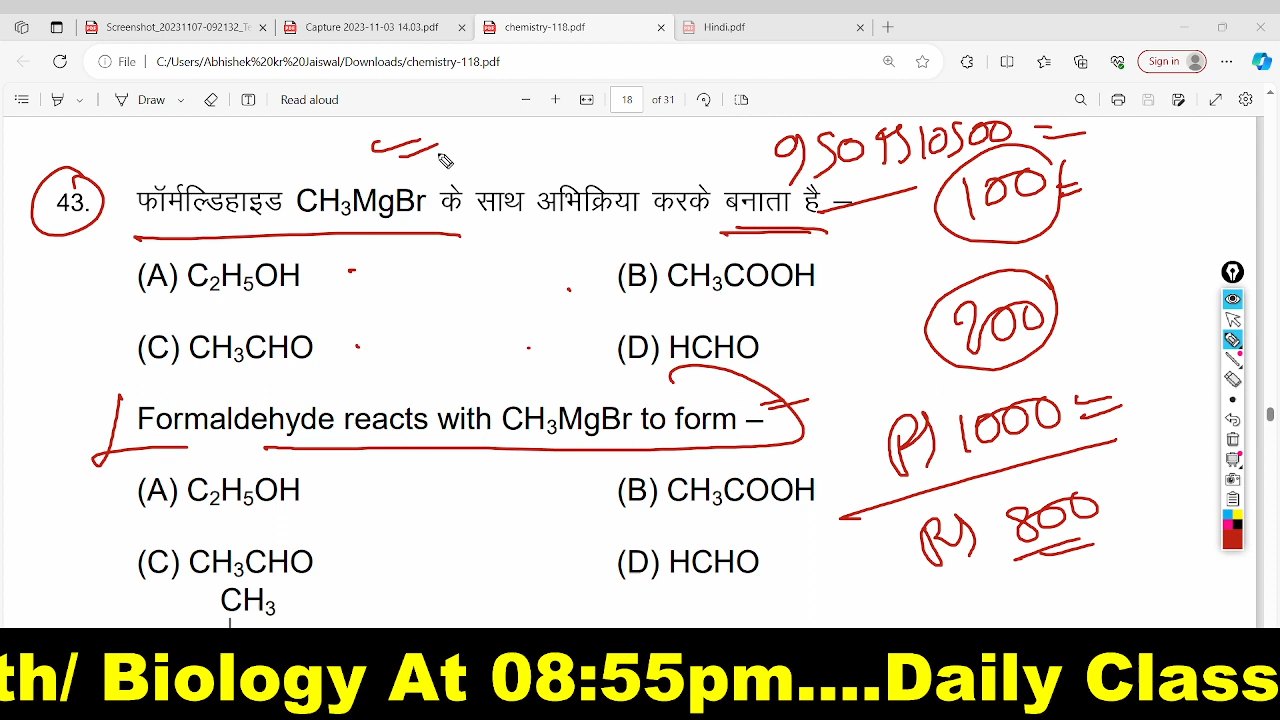 Screenshot_20231107-092132_Te
Capture 2023-11-03 14.03.pdf
chemistry-118.pdf
Hindi.pdf
File
C:/Users/Abhishek%20kr%20Jaiswal/Downloads/chemistry-118.pdf
Sign in
Draw
Read aloud
18 of 31
43. फॉर्मल्डिहाइड CH₃MgBr के साथ अभिक्रिया करके बनाता है –
(A) C₂H₅OH (B) CH₃COOH
(C) CH₃CHO (D) HCHO
Formaldehyde reacts with CH₃MgBr to form –
(A) C₂H₅OH (B) CH₃COOH
(C) CH₃CHO (D) HCHO
CH₃
100
200
Rs 1000 =
Rs 800
th/ Biology At 08:55pm....Daily Class